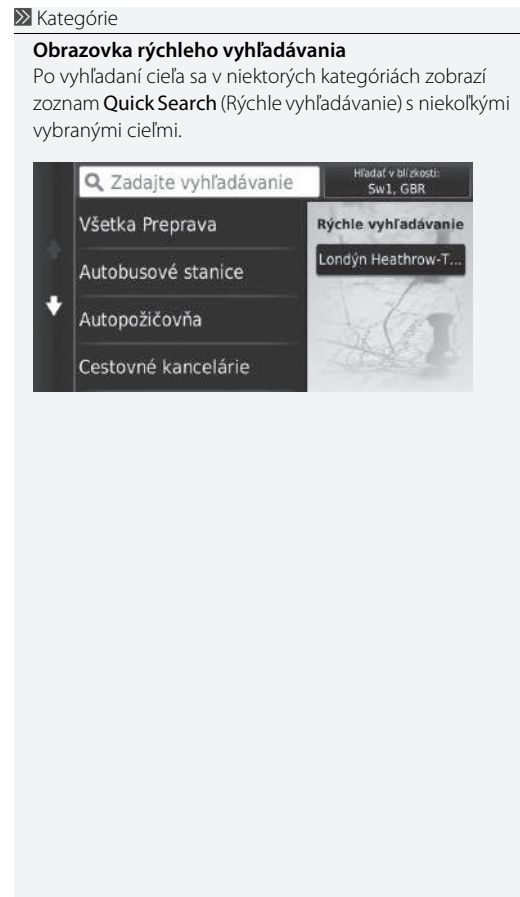 Kategórie
Obrazovka rýchleho vyhľadávania
Po vyhľadaní cieľa sa v niektorých kategóriách zobrazí
zoznam Quick Search (Rýchle vyhľadávanie) s niekoľkými
vybranými cieľmi.
Zadajte vyhľadávanie
Hľadať v blízkosti:
Sw1, GBR
Všetka Preprava
Autobusové stanice
Autopožičovňa
Cestovné kancelárie
Rýchle vyhľadávanie
Londýn Heathrow-T...